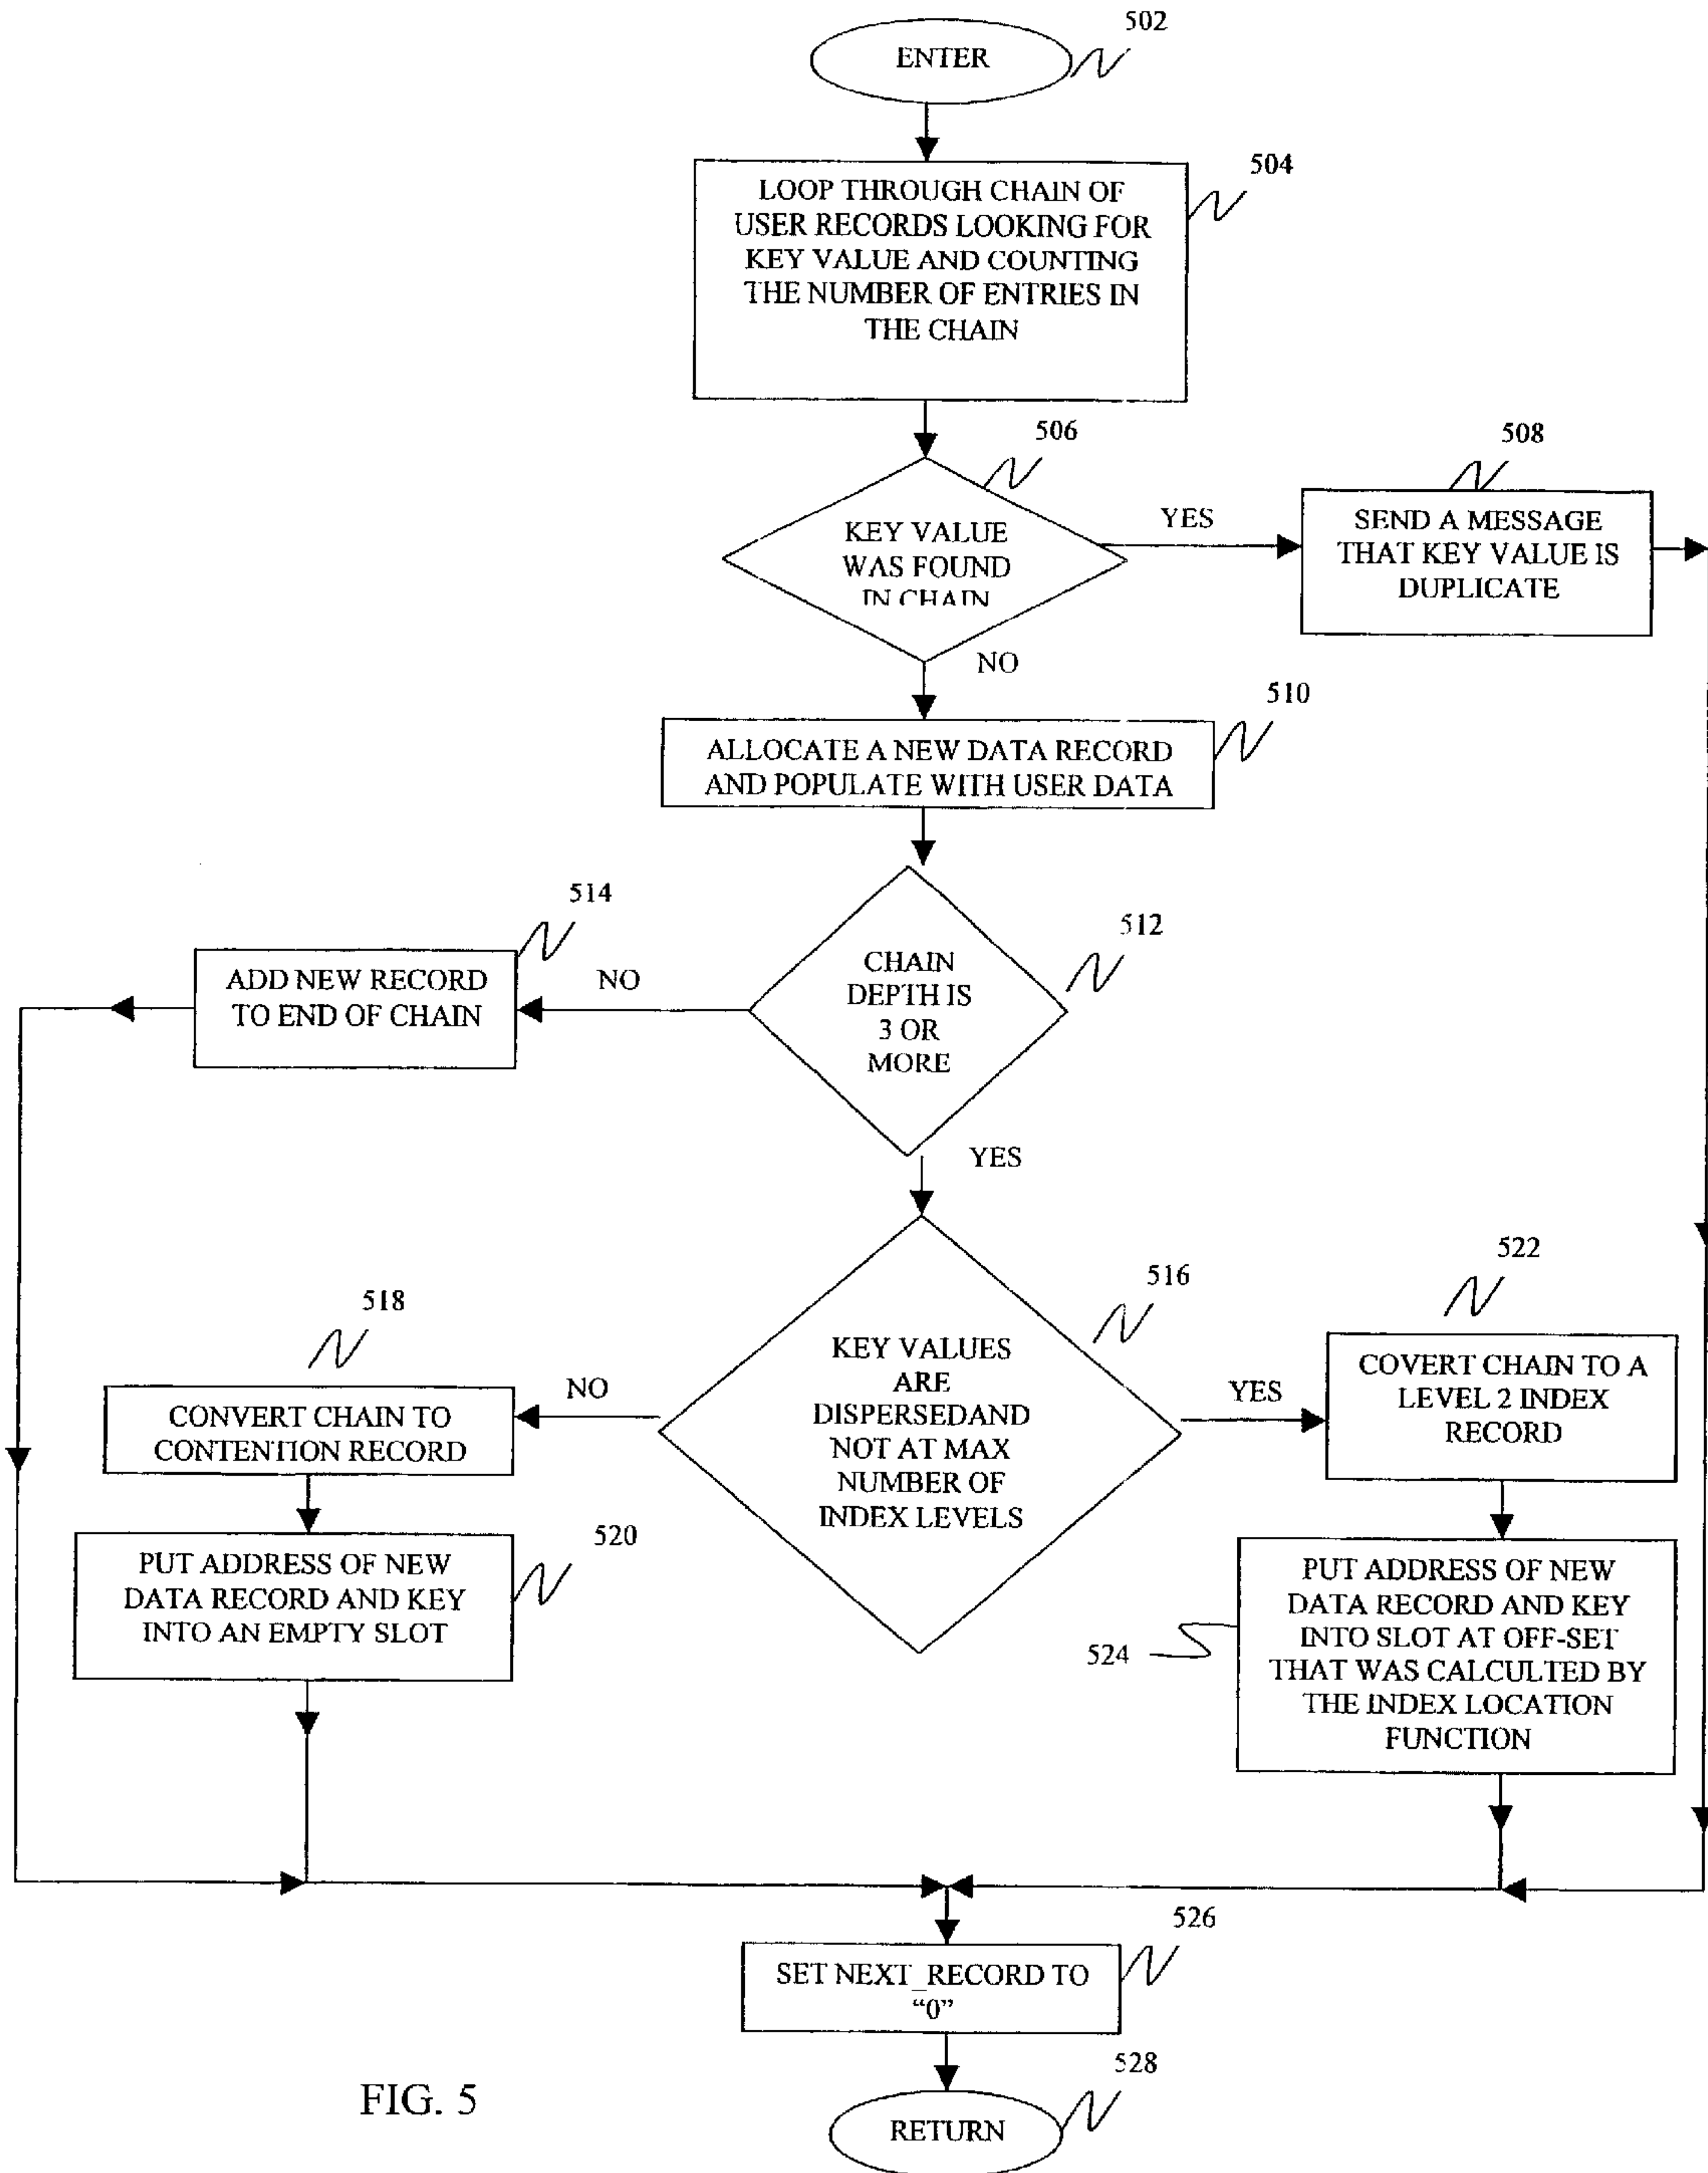 502
ENTER
504
LOOP THROUGH CHAIN OF
USER RECORDS LOOKING FOR
KEY VALUE AND COUNTING
THE NUMBER OF ENTRIES IN
THE CHAIN
506
KEY VALUE
WAS FOUND
IN CHAIN
YES
508
SEND A MESSAGE
THAT KEY VALUE IS
DUPLICATE
NO
510
ALLOCATE A NEW DATA RECORD
AND POPULATE WITH USER DATA
512
CHAIN
DEPTH IS
3 OR
MORE
NO
514
ADD NEW RECORD
TO END OF CHAIN
YES
516
KEY VALUES
ARE
DISPERSEDAND
NOT AT MAX
NUMBER OF
INDEX LEVELS
NO
518
CONVERT CHAIN TO
CONTENTION RECORD
520
PUT ADDRESS OF NEW
DATA RECORD AND KEY
INTO AN EMPTY SLOT
YES
522
COVERT CHAIN TO A
LEVEL 2 INDEX
RECORD
524
PUT ADDRESS OF NEW
DATA RECORD AND KEY
INTO SLOT AT OFF-SET
THAT WAS CALCULTED BY
THE INDEX LOCATION
FUNCTION
526
SET NEXT_RECORD TO
“0”
528
RETURN
FIG. 5